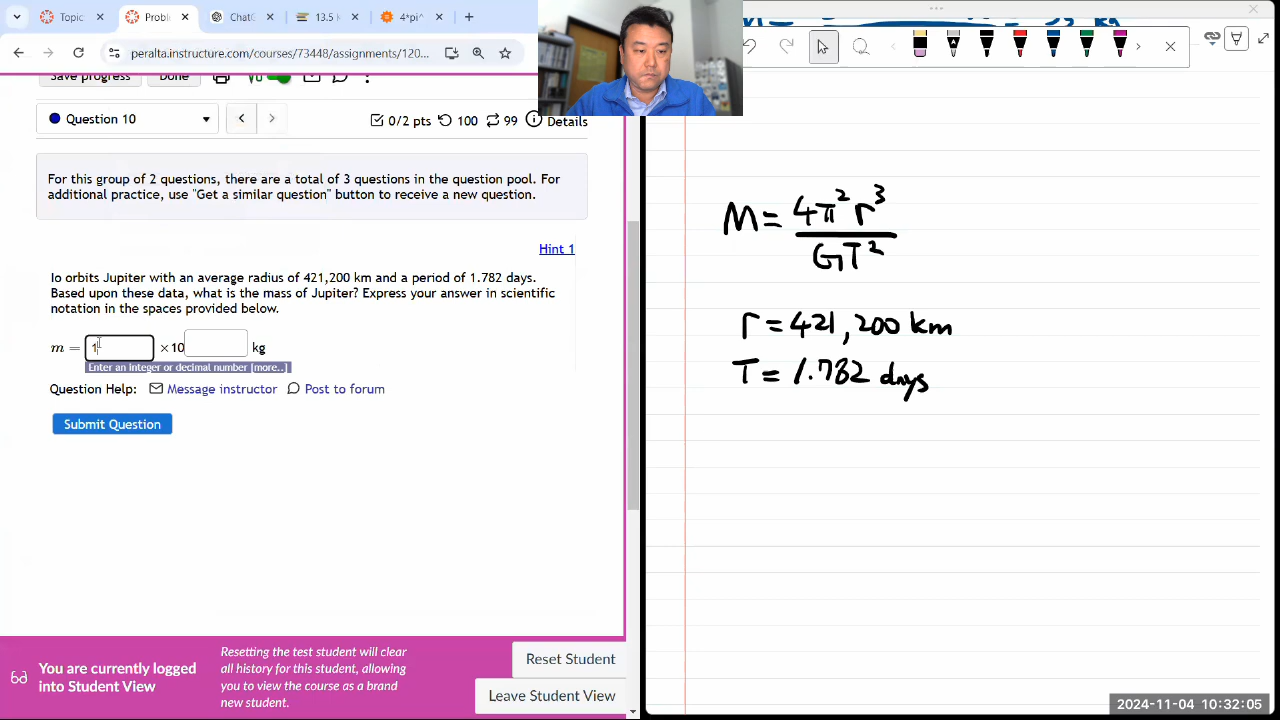 13.5
Probl
ChatG
13.5 k
4*pi^
peralta.instructure.com/courses/73488/assignm
Save progress
Done
Question 10
0/2 pts
100
99
Details
For this group of 2 questions, there are a total of 3 questions in the question pool. For
additional practice, use "Get a similar question" button to receive a new question.
Hint 1
Io orbits Jupiter with an average radius of 421,200 km and a period of 1.782 days.
Based upon these data, what is the mass of Jupiter? Express your answer in scientific
notation in the spaces provided below.
m = 1 ×10 kg
Enter an integer or decimal number [more..]
Question Help: Message instructor Post to forum
Submit Question
You are currently logged
into Student View
Resetting the test student will clear
all history for this student, allowing
you to view the course as a brand
new student.
Reset Student
Leave Student View
M = 4π² r³
GT²
r = 421,200 km
T = 1.782 days
2024-11-04 10:32:05